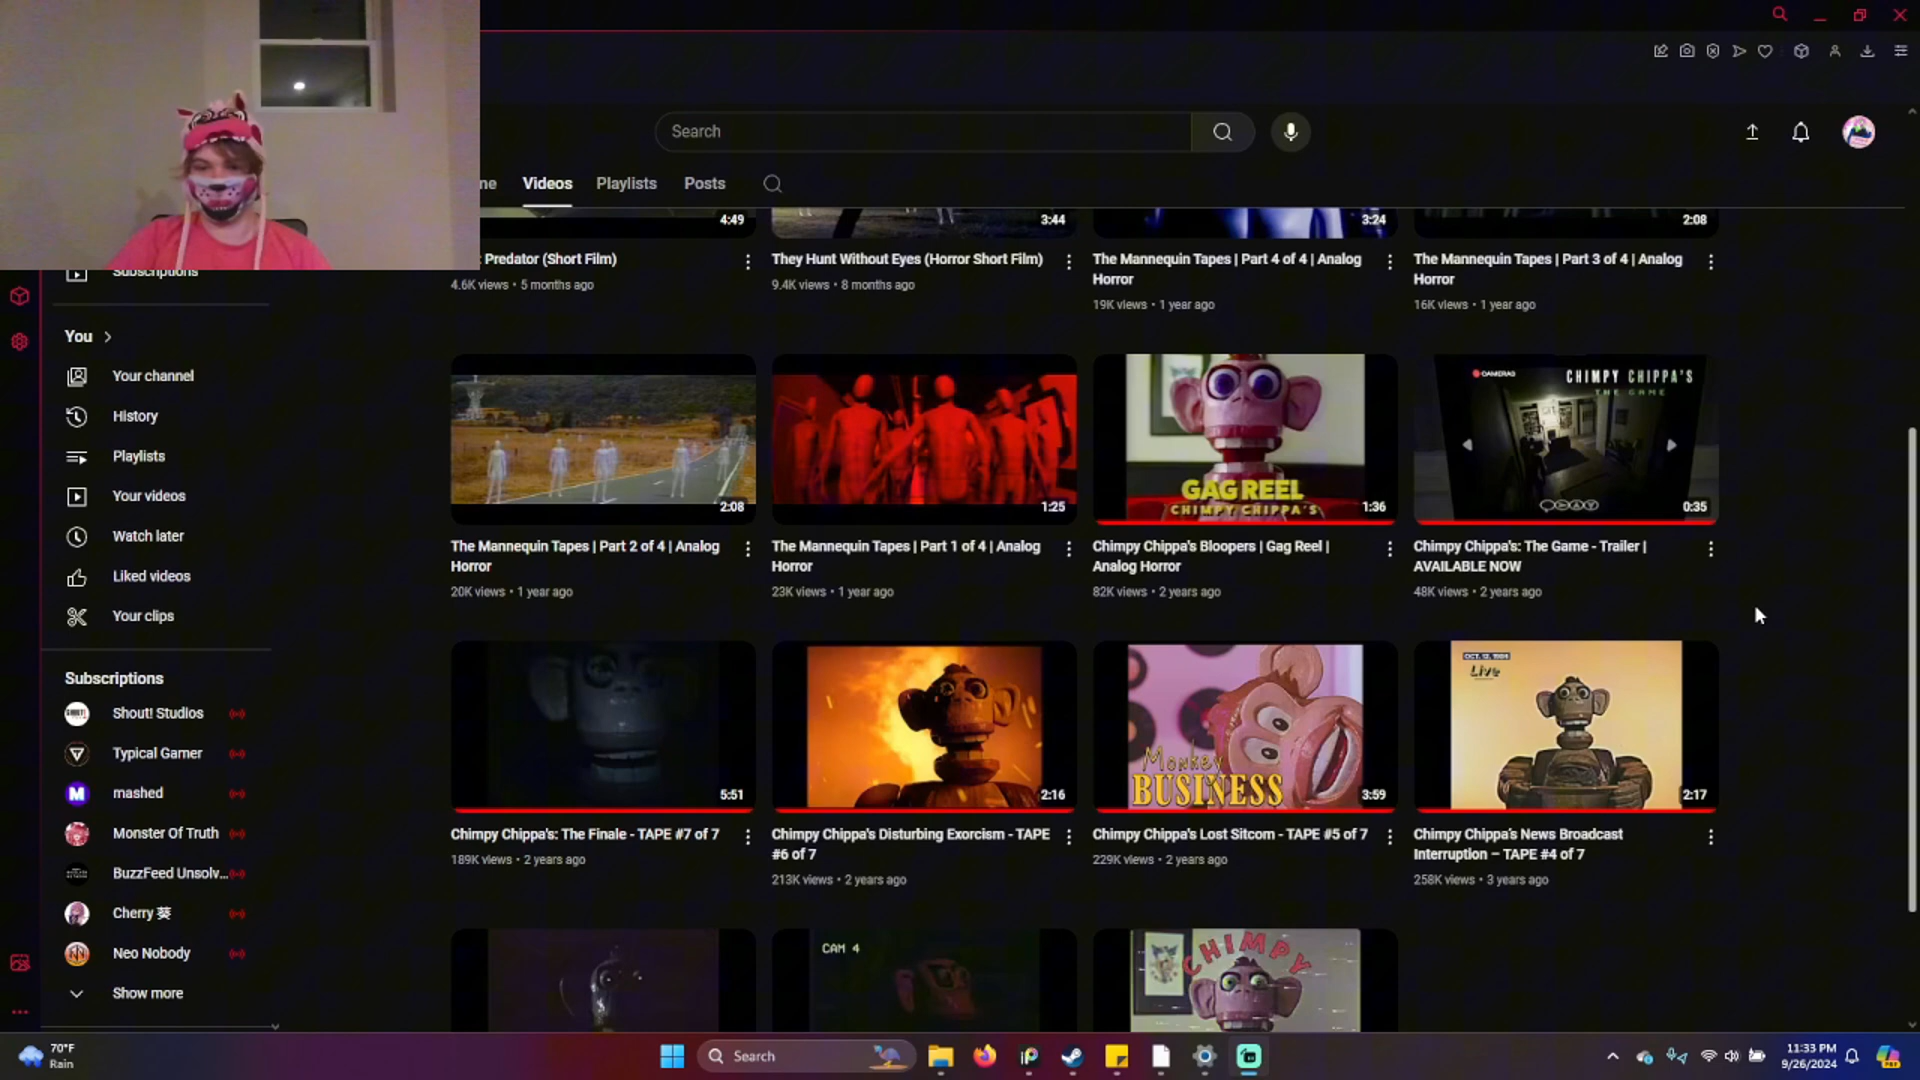 Search
Videos
Playlists
Posts
4:49
3:44
3:24
2:08
Predator (Short Film)
4.6K views • 5 months ago
They Hunt Without Eyes (Horror Short Film)
9.4K views • 8 months ago
The Mannequin Tapes | Part 4 of 4 | Analog
Horror
19K views • 1 year ago
The Mannequin Tapes | Part 3 of 4 | Analog
Horror
16K views • 1 year ago
Subscriptions
You
Your channel
History
Playlists
Your videos
Watch later
Liked videos
Your clips
2:08
1:25
GAG REEL
CHIMPY CHIPPA'S
1:36
CAMERAS
CHIMPY CHIPPA'S
THE GAME
0:35
The Mannequin Tapes | Part 2 of 4 | Analog
Horror
20K views • 1 year ago
The Mannequin Tapes | Part 1 of 4 | Analog
Horror
23K views • 1 year ago
Chimpy Chippa's Bloopers | Gag Reel |
Analog Horror
82K views • 2 years ago
Chimpy Chippa's: The Game - Trailer |
AVAILABLE NOW
48K views • 2 years ago
Subscriptions
Shout! Studios
Typical Gamer
mashed
Monster Of Truth
BuzzFeed Unsolv...
Cherry 葵
Neo Nobody
Show more
5:51
2:16
Monkey
BUSINESS
3:59
Live
2:17
Chimpy Chippa's: The Finale - TAPE #7 of 7
189K views • 2 years ago
Chimpy Chippa's Disturbing Exorcism - TAPE
#6 of 7
213K views • 2 years ago
Chimpy Chippa's Lost Sitcom - TAPE #5 of 7
229K views • 2 years ago
Chimpy Chippa's News Broadcast
Interruption – TAPE #4 of 7
258K views • 3 years ago
CAM 4
CHIMPY
70°F
Rain
Search
11:33 PM
9/26/2024